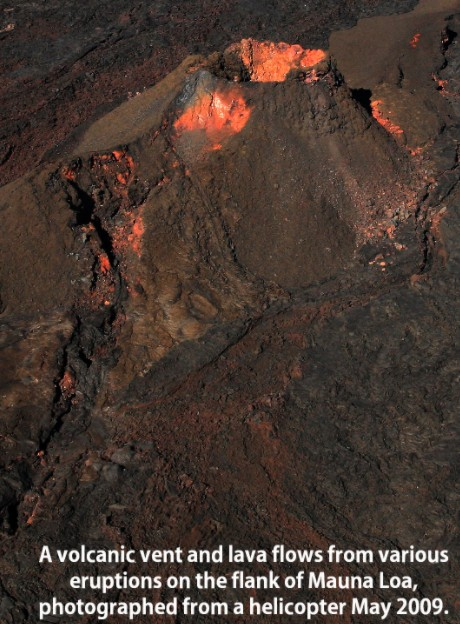 A volcanic vent and lava flows from various
eruptions on the flank of Mauna Loa,
photographed from a helicopter May 2009.